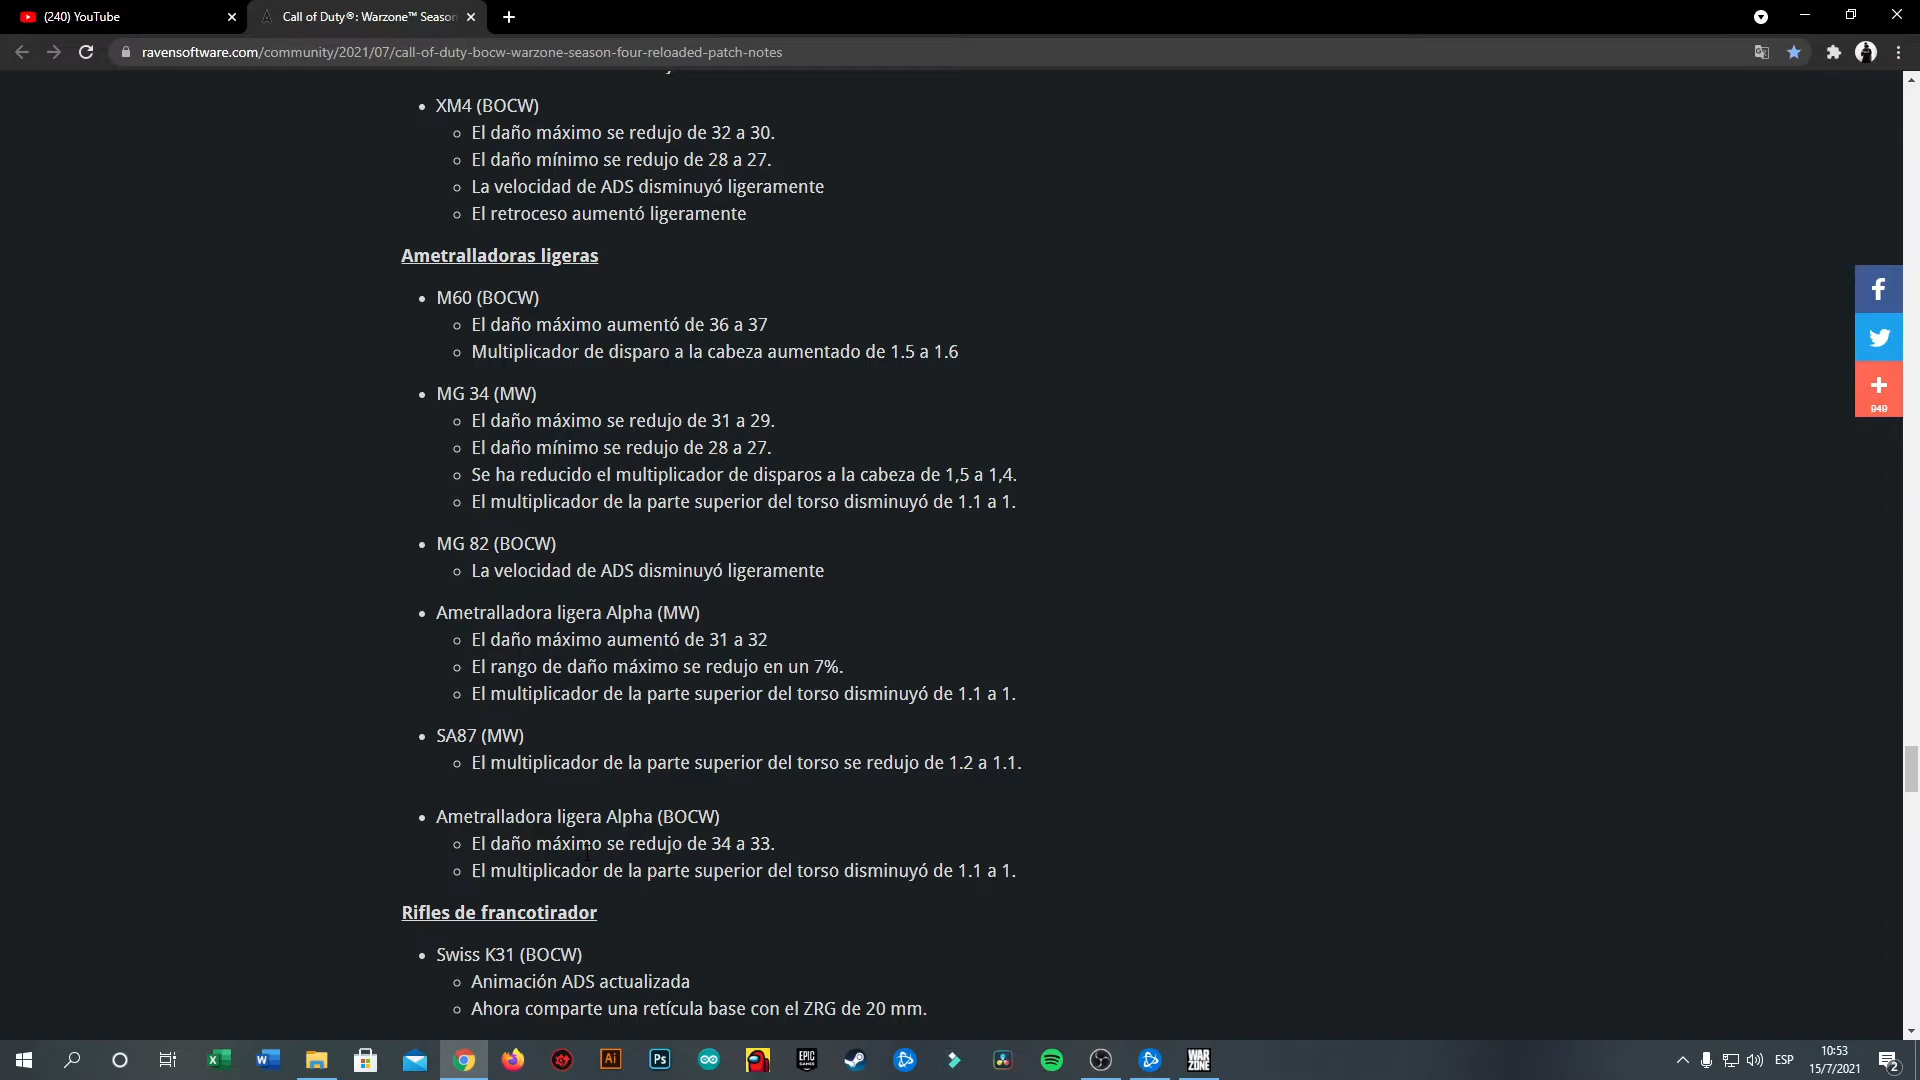 (240) YouTube
Call of Duty®: Warzone™ Season
ravensoftware.com/community/2021/07/call-of-duty-bocw-warzone-season-four-reloaded-patch-notes
XM4 (BOCW)
El daño máximo se redujo de 32 a 30.
El daño mínimo se redujo de 28 a 27.
La velocidad de ADS disminuyó ligeramente
El retroceso aumentó ligeramente
Ametralladoras ligeras
M60 (BOCW)
El daño máximo aumentó de 36 a 37
Multiplicador de disparo a la cabeza aumentado de 1.5 a 1.6
MG 34 (MW)
El daño máximo se redujo de 31 a 29.
El daño mínimo se redujo de 28 a 27.
Se ha reducido el multiplicador de disparos a la cabeza de 1,5 a 1,4.
El multiplicador de la parte superior del torso disminuyó de 1.1 a 1.
MG 82 (BOCW)
La velocidad de ADS disminuyó ligeramente
Ametralladora ligera Alpha (MW)
El daño máximo aumentó de 31 a 32
El rango de daño máximo se redujo en un 7%.
El multiplicador de la parte superior del torso disminuyó de 1.1 a 1.
SA87 (MW)
El multiplicador de la parte superior del torso se redujo de 1.2 a 1.1.
Ametralladora ligera Alpha (BOCW)
El daño máximo se redujo de 34 a 33.
El multiplicador de la parte superior del torso disminuyó de 1.1 a 1.
Rifles de francotirador
Swiss K31 (BOCW)
Animación ADS actualizada
Ahora comparte una retícula base con el ZRG de 20 mm.
949
Ai
Ps
EPIC
GAMES
WAR
ZONE
ESP
10:53
15/7/2021
2